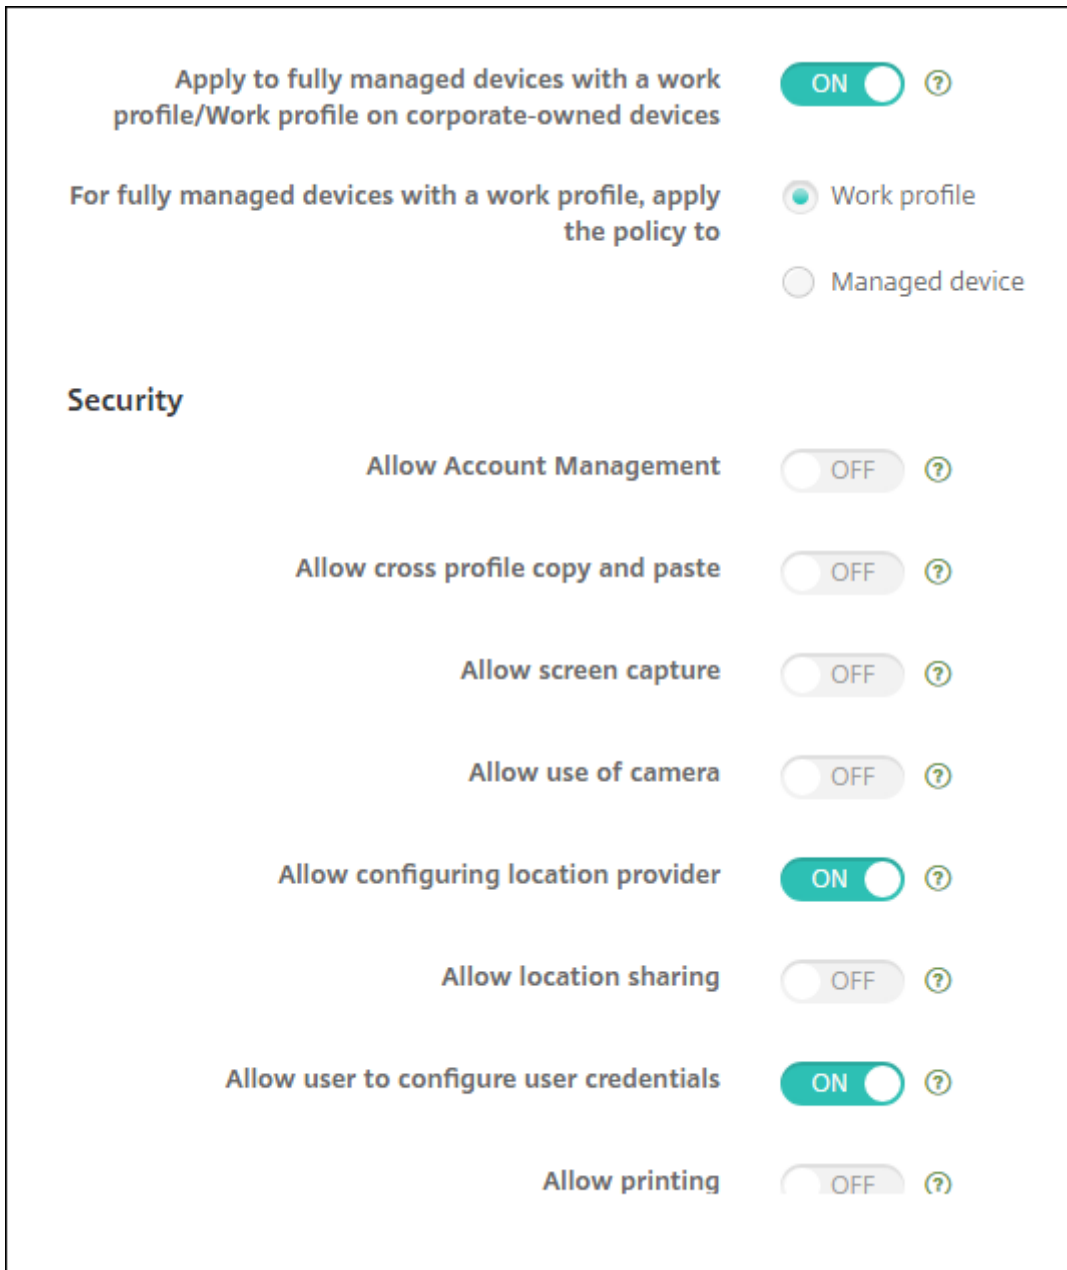 Apply to fully managed devices with a work ON ?
profile/Work profile on corporate-owned devices
For fully managed devices with a work profile, apply Work profile
the policy to
Managed device
Security
Allow Account Management OFF ?
Allow cross profile copy and paste OFF ?
Allow screen capture OFF ?
Allow use of camera OFF ?
Allow configuring location provider ON ?
Allow location sharing OFF ?
Allow user to configure user credentials ON ?
Allow printing OFF ?